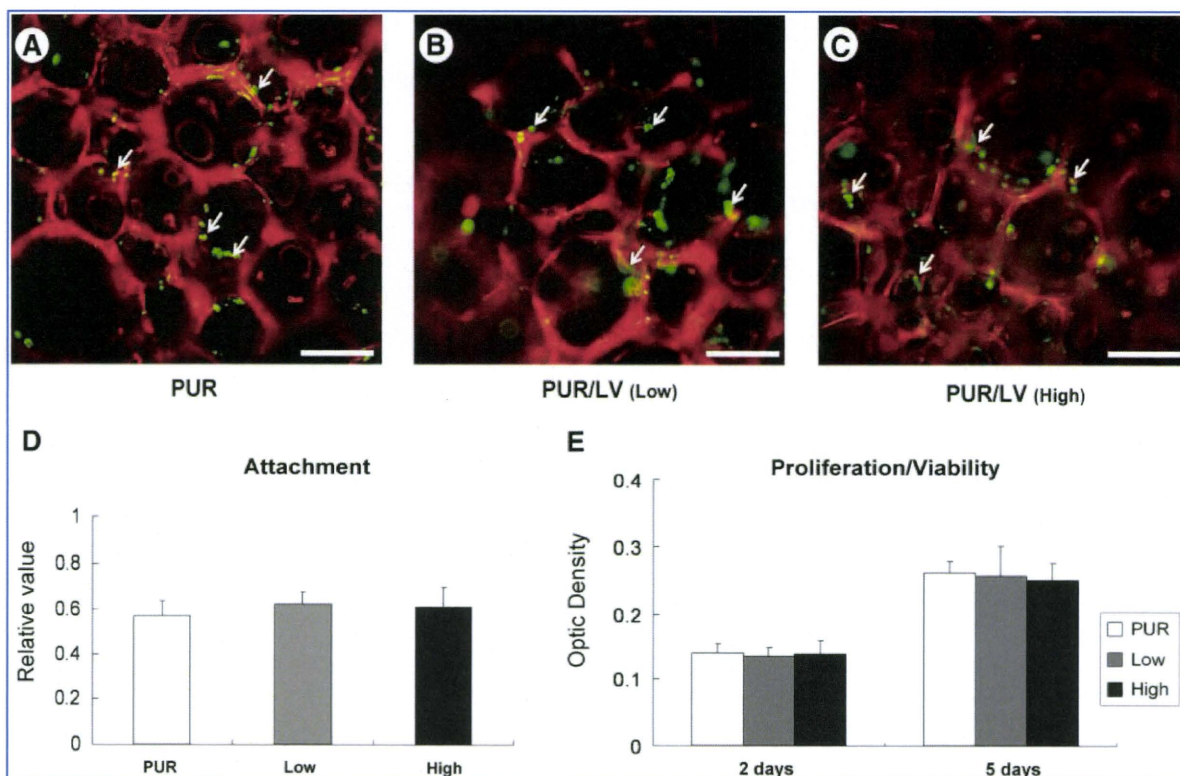 A
B
C
PUR
PUR/LV (Low)
PUR/LV (High)
D
Attachment
Relative value
1
0.8
0.6
0.4
0.2
0
PUR
Low
High
E
Proliferation/Viability
Optic Density
0.4
0.3
0.2
0.1
0
2 days
5 days
PUR
Low
High